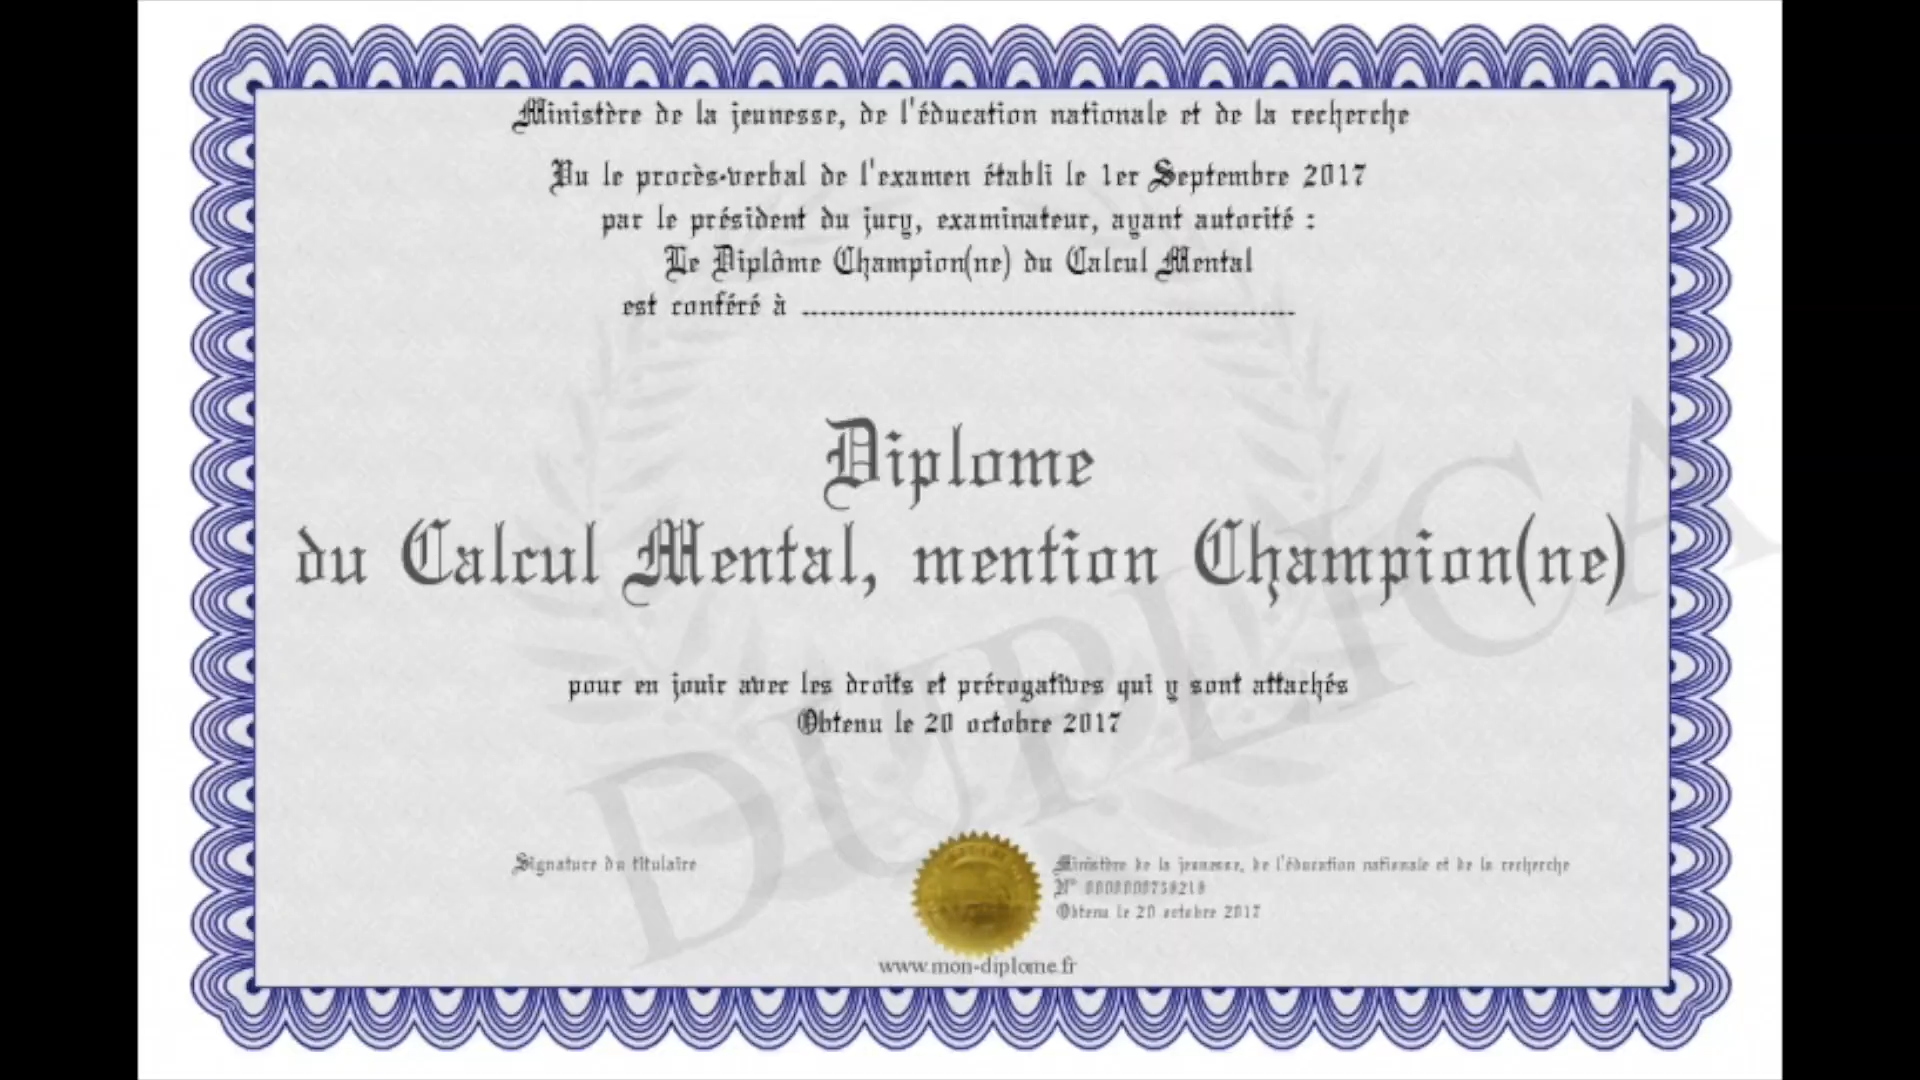 Ministère de la jeunesse, de l'éducation nationale et de la recherche
Vu le procès-verbal de l'examen établi le 1er Septembre 2017
par le président du jury, examinateur, ayant autorité :
Le Diplôme Champion(ne) du Calcul Mental
est conféré à
Diplome
du Calcul Mental, mention Champion(ne)
pour en jouir avec les droits et prérogatives qui y sont attachés
Obtenu le 20 octobre 2017
DUPLICA
Signature du titulaire
Ministère de la jeunesse, de l'éducation nationale et de la recherche
N°
Obtenu le 20 octobre 2017
www.mon-diplome.fr